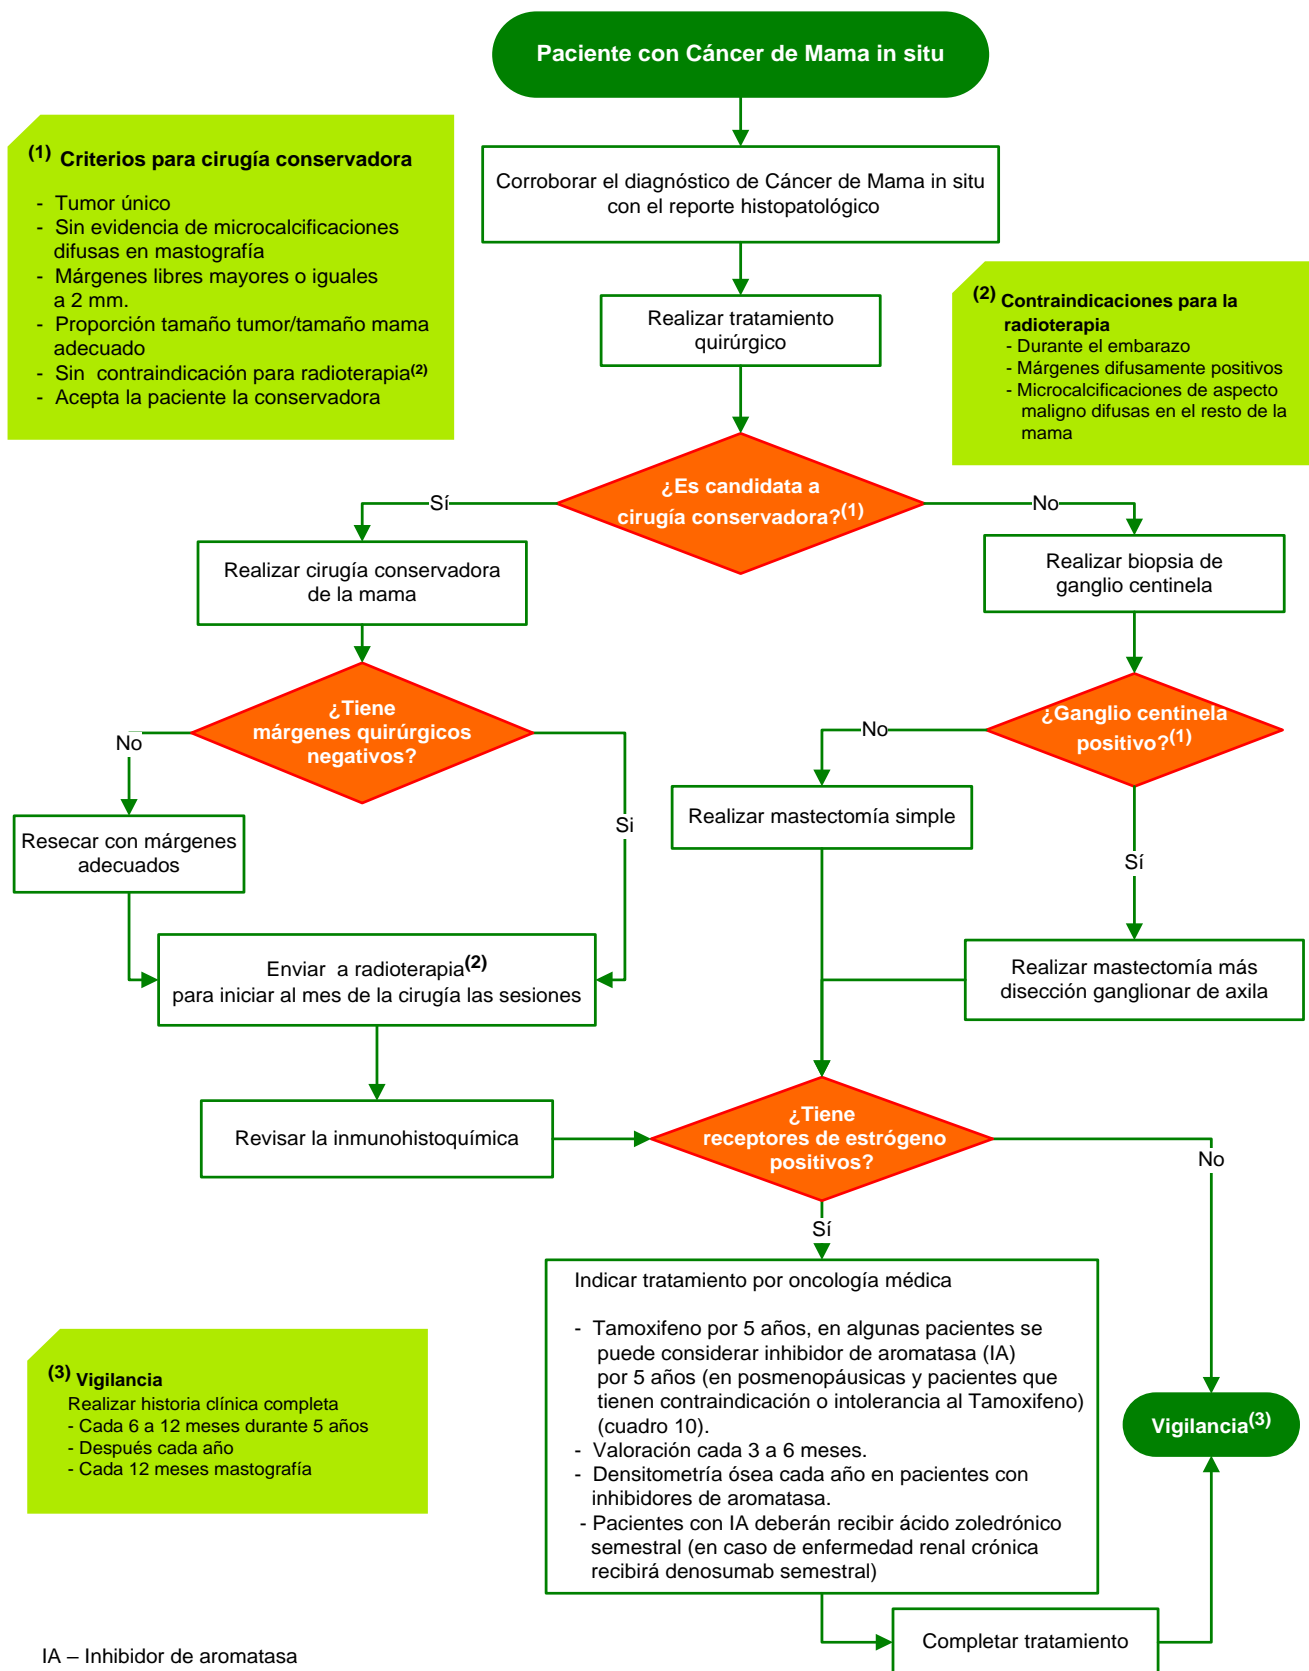 Paciente con Cáncer de Mama in situ
(1) Criterios para cirugía conservadora
- Tumor único
- Sin evidencia de microcalcificaciones
difusas en mastografía
- Márgenes libres mayores o iguales
a 2 mm.
- Proporción tamaño tumor/tamaño mama
adecuado
- Sin contraindicación para radioterapia(2)
- Acepta la paciente la conservadora
Corroborar el diagnóstico de Cáncer de Mama in situ
con el reporte histopatológico
Realizar tratamiento
quirúrgico
(2) Contraindicaciones para la
radioterapia
- Durante el embarazo
- Márgenes difusamente positivos
- Microcalcificaciones de aspecto
maligno difusas en el resto de la
mama
¿Es candidata a
cirugía conservadora?(1)
Sí
No
Realizar cirugía conservadora
de la mama
Realizar biopsia de
ganglio centinela
¿Tiene
márgenes quirúrgicos
negativos?
No
Si
¿Ganglio centinela
positivo?(1)
No
Sí
Resecar con márgenes
adecuados
Realizar mastectomía simple
Enviar a radioterapia(2)
para iniciar al mes de la cirugía las sesiones
Realizar mastectomía más
disección ganglionar de axila
Revisar la inmunohistoquímica
¿Tiene
receptores de estrógeno
positivos?
No
Sí
Indicar tratamiento por oncología médica
- Tamoxifeno por 5 años, en algunas pacientes se
puede considerar inhibidor de aromatasa (IA)
por 5 años (en posmenopáusicas y pacientes que
tienen contraindicación o intolerancia al Tamoxifeno)
(cuadro 10).
- Valoración cada 3 a 6 meses.
- Densitometría ósea cada año en pacientes con
inhibidores de aromatasa.
- Pacientes con IA deberán recibir ácido zoledrónico
semestral (en caso de enfermedad renal crónica
recibirá denosumab semestral)
(3) Vigilancia
Realizar historia clínica completa
- Cada 6 a 12 meses durante 5 años
- Después cada año
- Cada 12 meses mastografía
Vigilancia(3)
Completar tratamiento
IA – Inhibidor de aromatasa